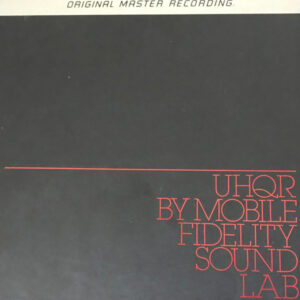 ORIGINAL MASTER RECORDING
UHQR
BY MOBILE
FIDELITY
SOUND
LAB